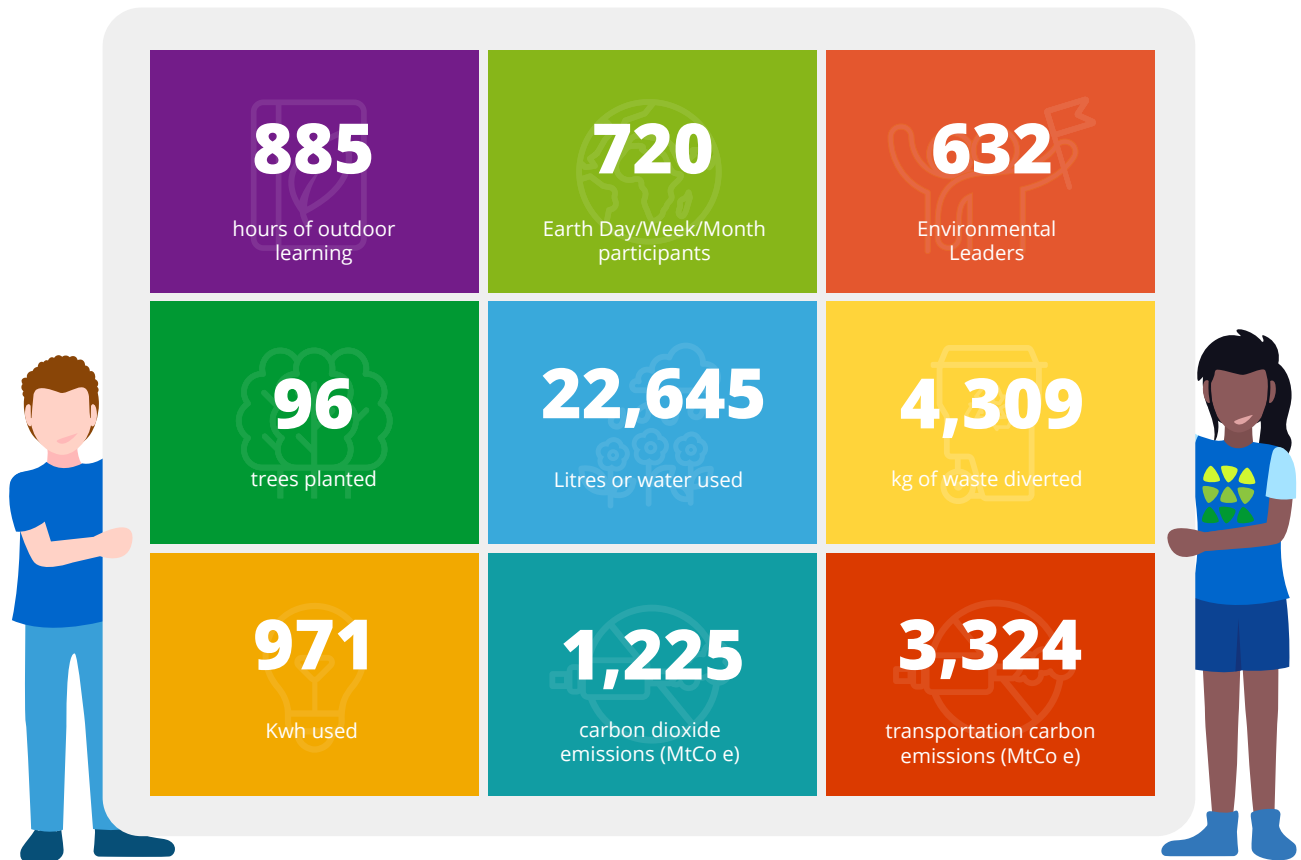 885
hours of outdoor
learning
720
Earth Day/Week/Month
participants
632
Environmental
Leaders
96
trees planted
22,645
Litres or water used
4,309
kg of waste diverted
971
Kwh used
1,225
carbon dioxide
emissions (MtCo e)
3,324
transportation carbon
emissions (MtCo e)